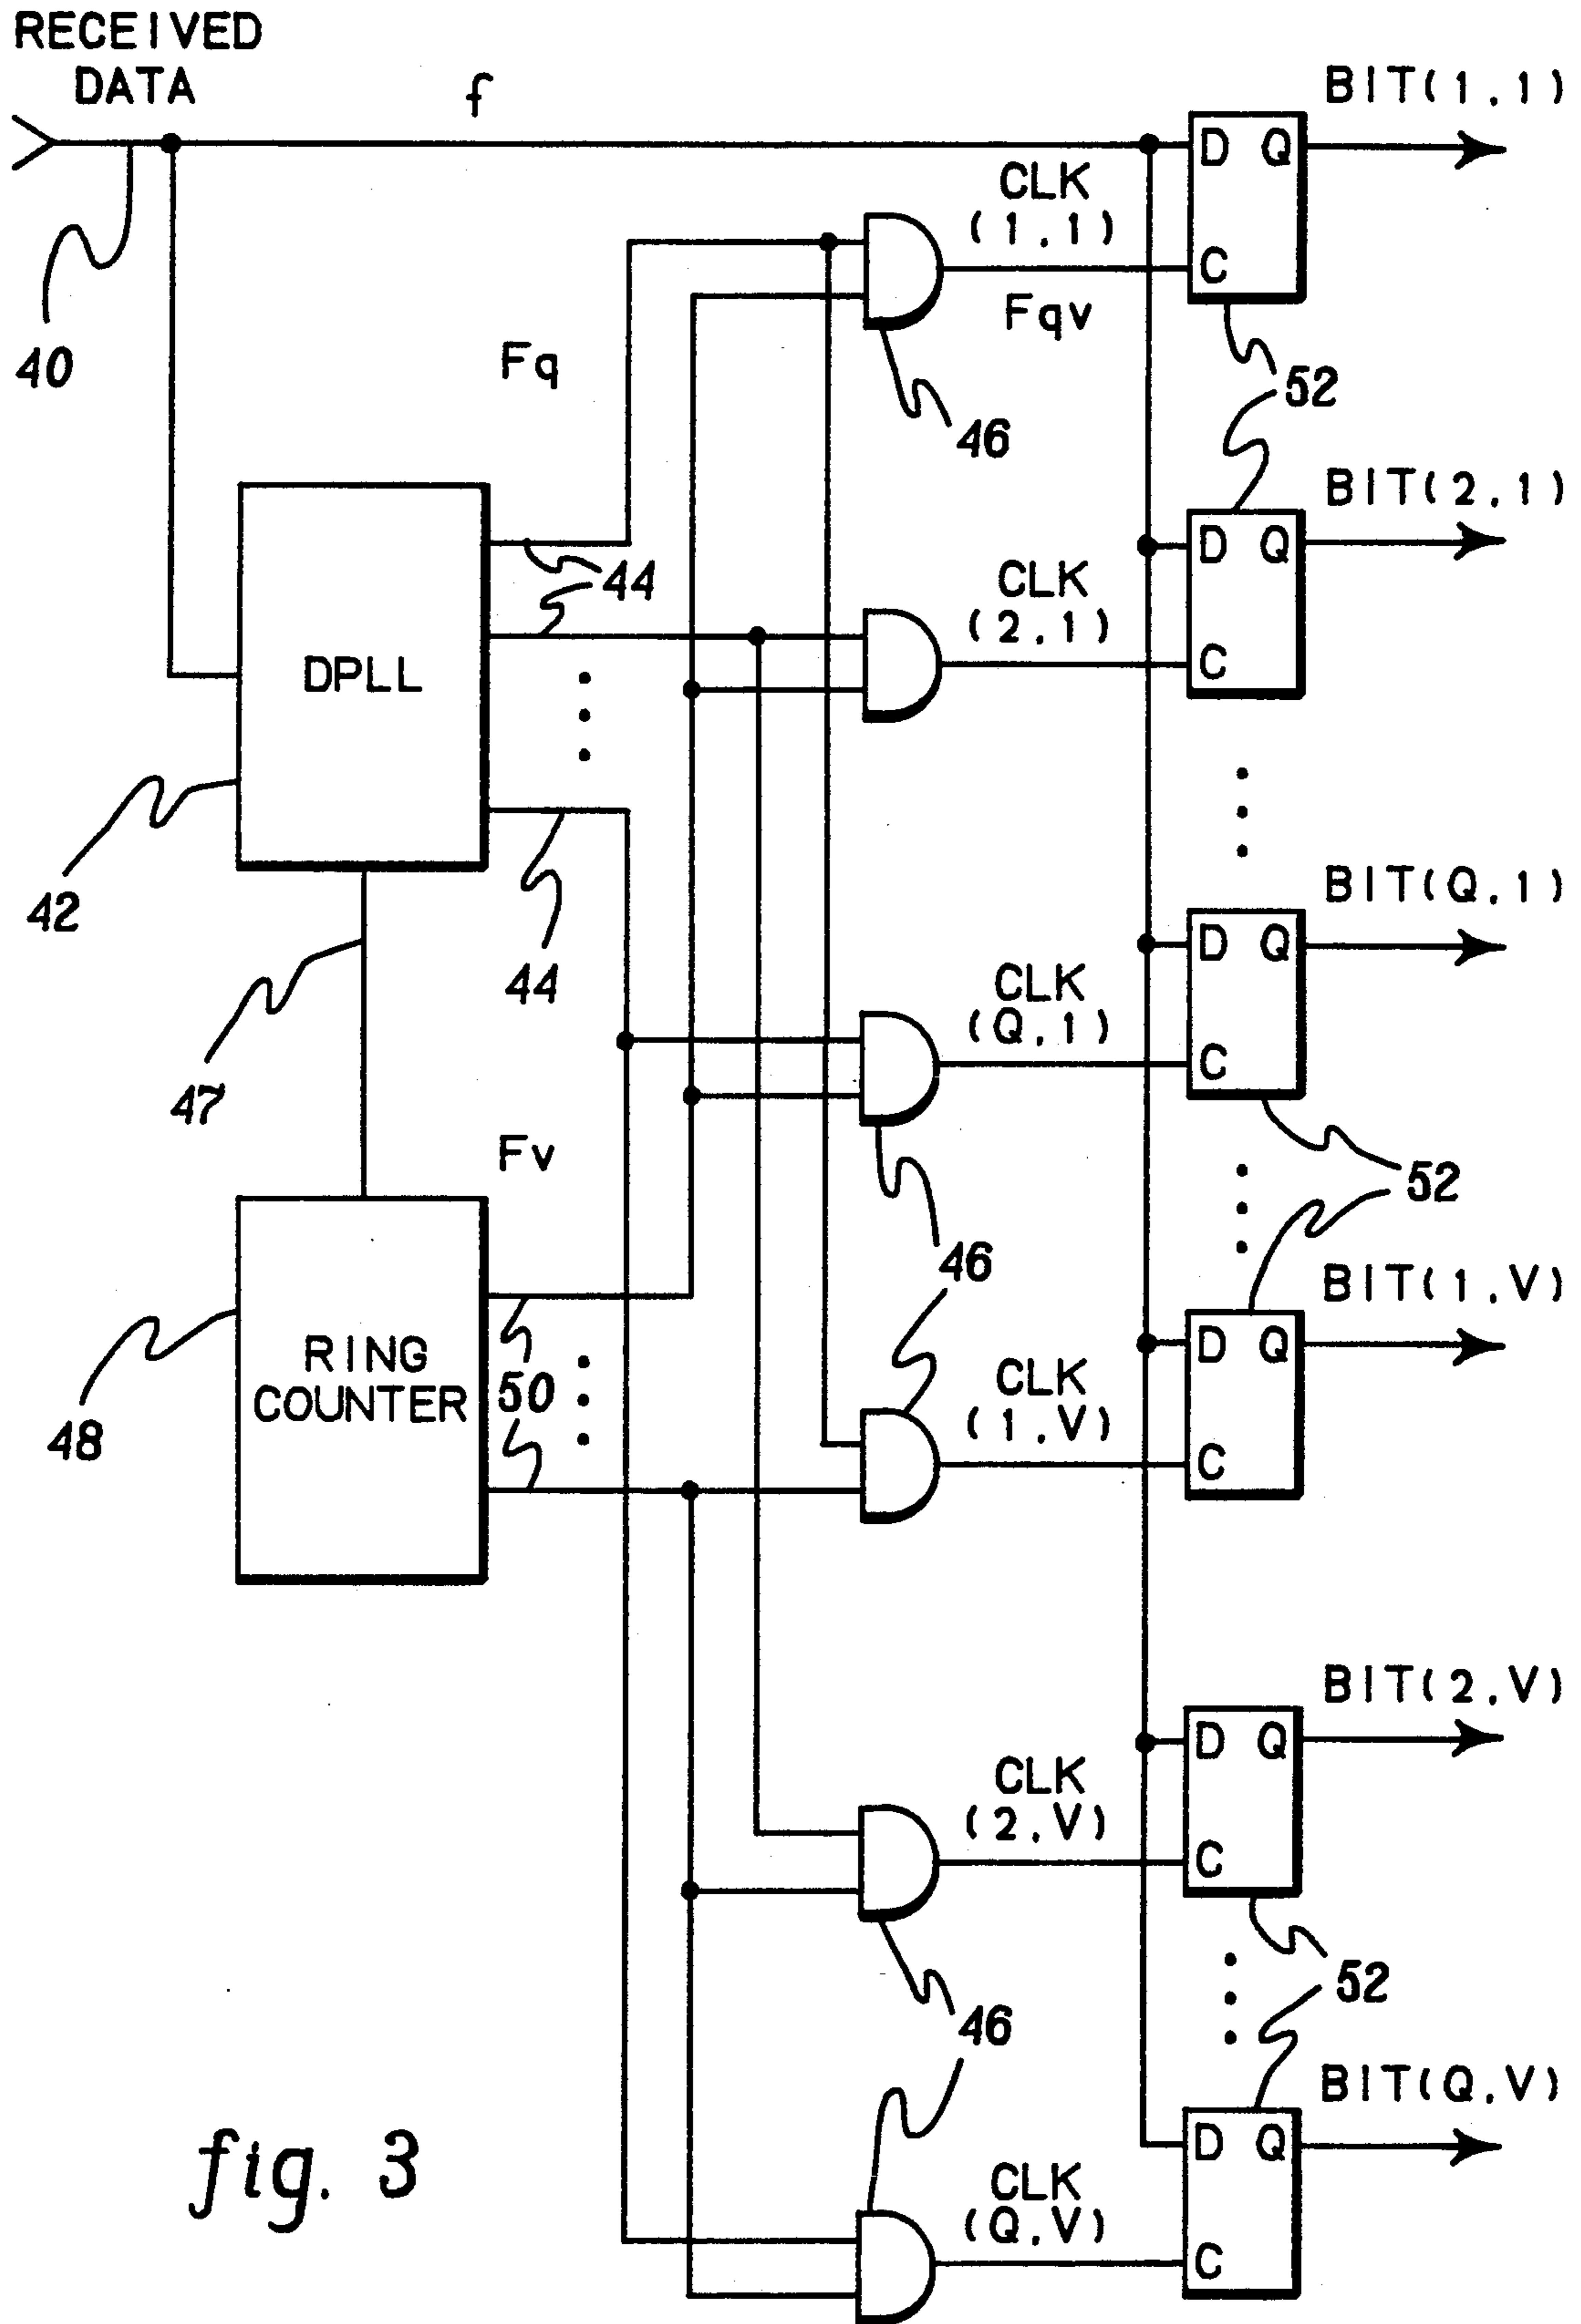 RECEIVED
DATA
f
BIT(1,1)
D Q
CLK
(1,1)
C
Fqv
40
Fq
52
46
BIT(2,1)
D Q
44
CLK
(2,1)
C
DPLL
42
BIT(Q,1)
D Q
44
CLK
(Q,1)
C
47
Fv
52
46
BIT(1,V)
D Q
RING
COUNTER
50
CLK
(1,V)
C
48
BIT(2,V)
D Q
CLK
(2,V)
C
52
46
BIT(Q,V)
D Q
CLK
(Q,V)
C
fig. 3